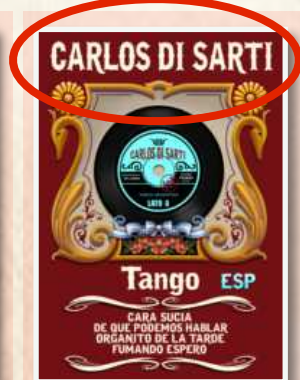 CARLOS DI SARTI
CARLOS DI SARTI
LATO A
Tango ESP
CARA SUCIA
DE QUE PODEMOS HABLAR
ORGANITO DE LA TARDE
FUMANDO ESPERO